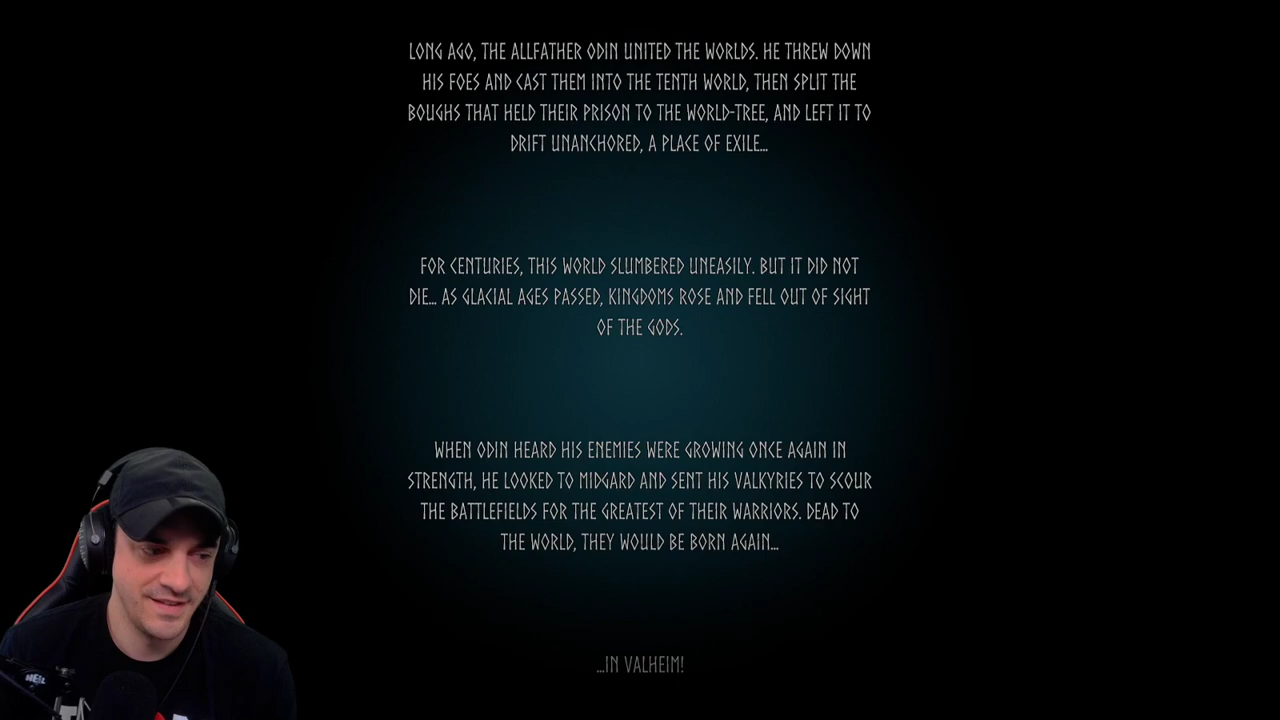 LONG AGO, THE ALLFATHER ODIN UNITED THE WORLDS. HE THREW DOWN
HIS FOES AND CAST THEM INTO THE TENTH WORLD, THEN SPLIT THE
BOUGHS THAT HELD THEIR PRISON TO THE WORLD-TREE, AND LEFT IT TO
DRIFT UNANCHORED, A PLACE OF EXILE...
FOR CENTURIES, THIS WORLD SLUMBERED UNEASILY. BUT IT DID NOT
DIE... AS GLACIAL AGES PASSED, KINGDOMS ROSE AND FELL OUT OF SIGHT
OF THE GODS.
WHEN ODIN HEARD HIS ENEMIES WERE GROWING ONCE AGAIN IN
STRENGTH, HE LOOKED TO MIDGARD AND SENT HIS VALKYRIES TO SCOUR
THE BATTLEFIELDS FOR THE GREATEST OF THEIR WARRIORS. DEAD TO
THE WORLD, THEY WOULD BE BORN AGAIN...
...IN VALHEIM!